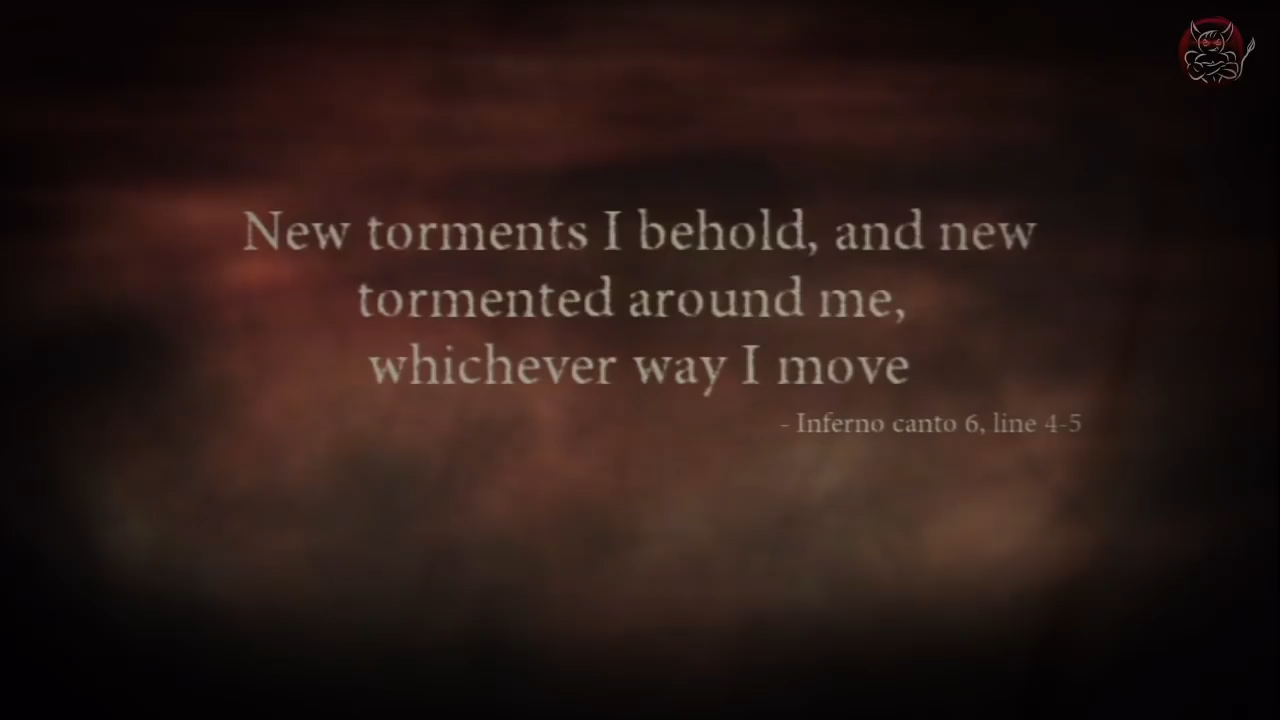 New torments I behold, and new
tormented around me,
whichever way I move
- Inferno canto 6, line 4-5